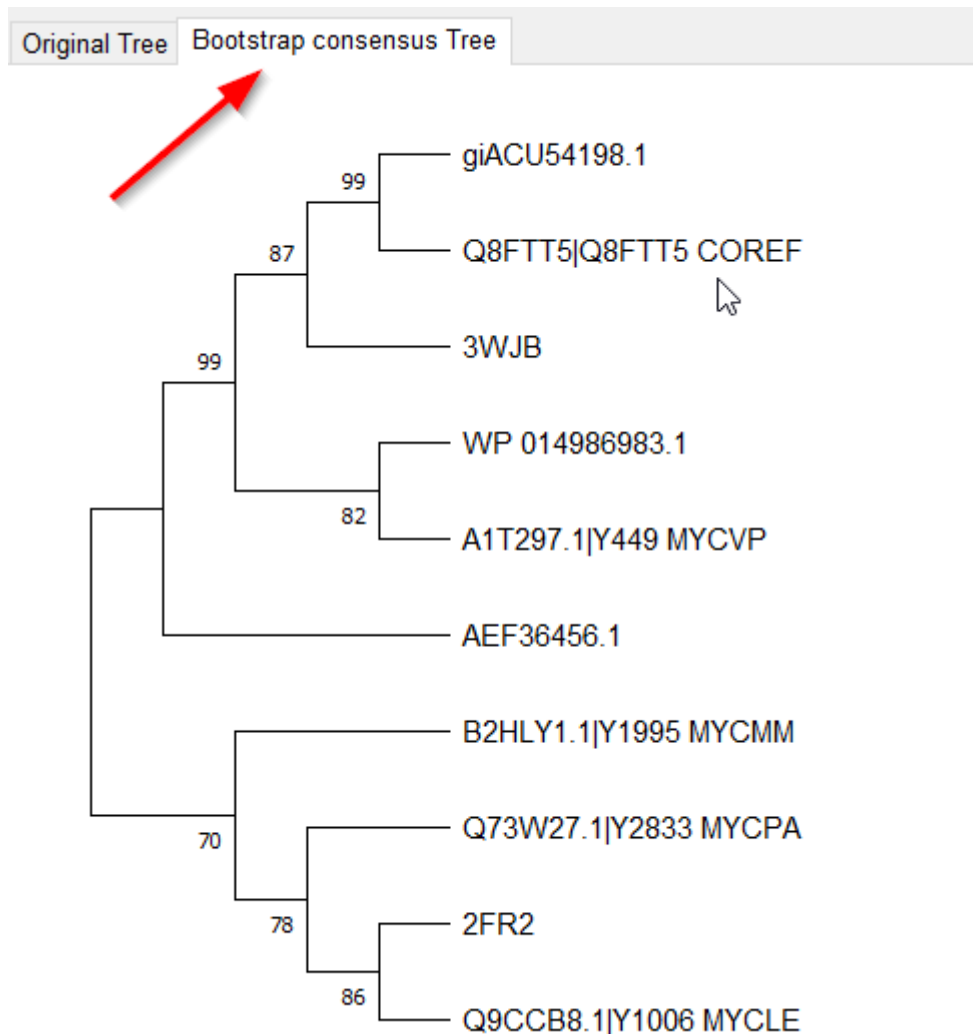 Original Tree
Bootstrap consensus Tree
giACU54198.1
99
Q8FTT5|Q8FTT5 COREF
87
3WJB
99
WP 014986983.1
82
A1T297.1|Y449 MYCVP
AEF36456.1
B2HLY1.1|Y1995 MYCMM
70
Q73W27.1|Y2833 MYCPA
78
2FR2
86
Q9CCB8.1|Y1006 MYCLE